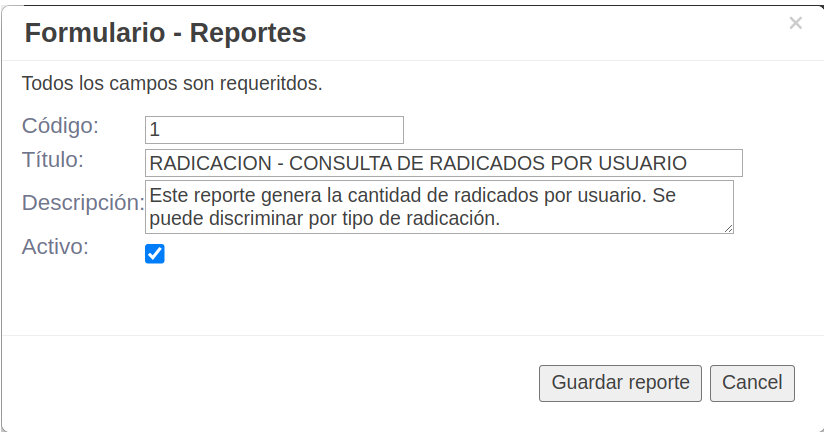 Formulario - Reportes
×
Todos los campos son requeritdos.
Código:
1
Título:
RADICACION - CONSULTA DE RADICADOS POR USUARIO
Descripción:
Este reporte genera la cantidad de radicados por usuario. Se
puede discriminar por tipo de radicación.
Activo:
Guardar reporte
Cancel